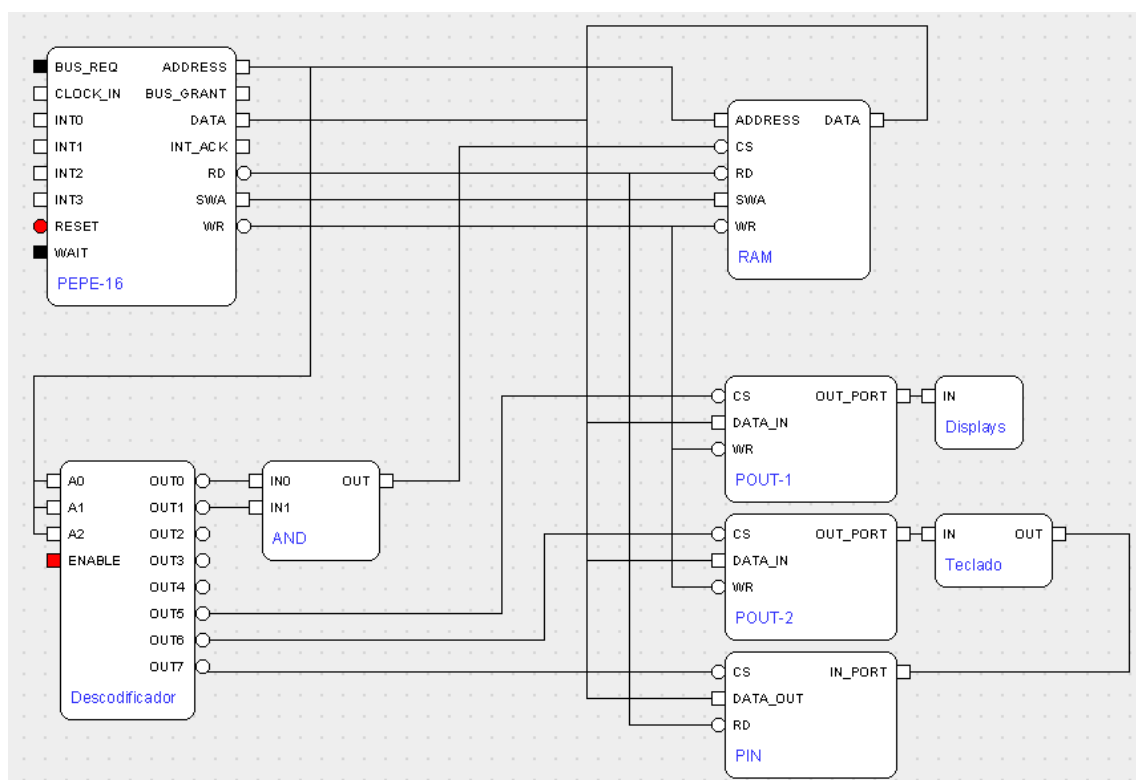 BUS_REQ ADDRESS
CLOCK_IN BUS_GRANT
INT0 DATA
INT1 INT_ACK
INT2 RD
INT3 SWA
RESET WR
WAIT
PEPE-16
ADDRESS DATA
CS
RD
SWA
WR
RAM
CS OUT_PORT
DATA_IN
WR
POUT-1
IN
Displays
A0 OUT0
A1 OUT1
A2 OUT2
ENABLE OUT3
OUT4
OUT5
OUT6
OUT7
Descodificador
IN0 OUT
IN1
AND
CS OUT_PORT
DATA_IN
WR
POUT-2
IN OUT
Teclado
CS IN_PORT
DATA_OUT
RD
PIN